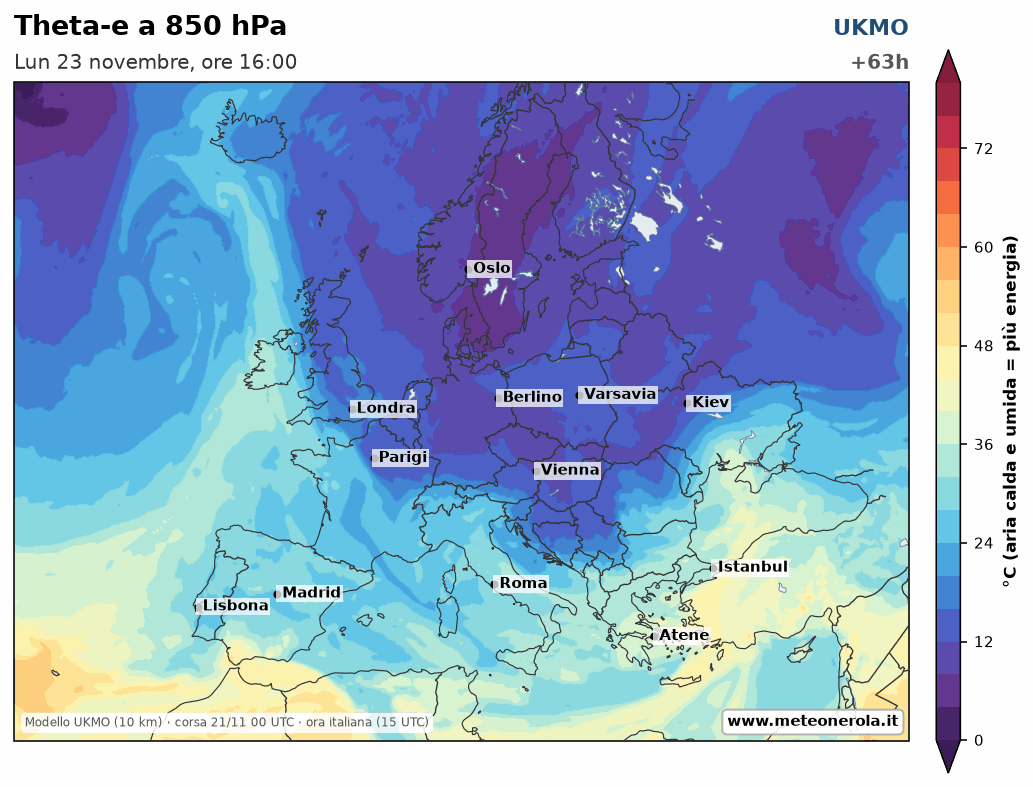 Theta-e a 850 hPa
UKMO
Lun 23 novembre, ore 16:00
+63h
72
60
48
36
24
12
0
°C (aria calda e umida = più energia)
Oslo
Londra
Berlino
Varsavia
Kiev
Parigi
Vienna
Istanbul
Roma
Madrid
Lisbona
Atene
Modello UKMO (10 km) · corsa 21/11 00 UTC · ora italiana (15 UTC)
www.meteonerola.it